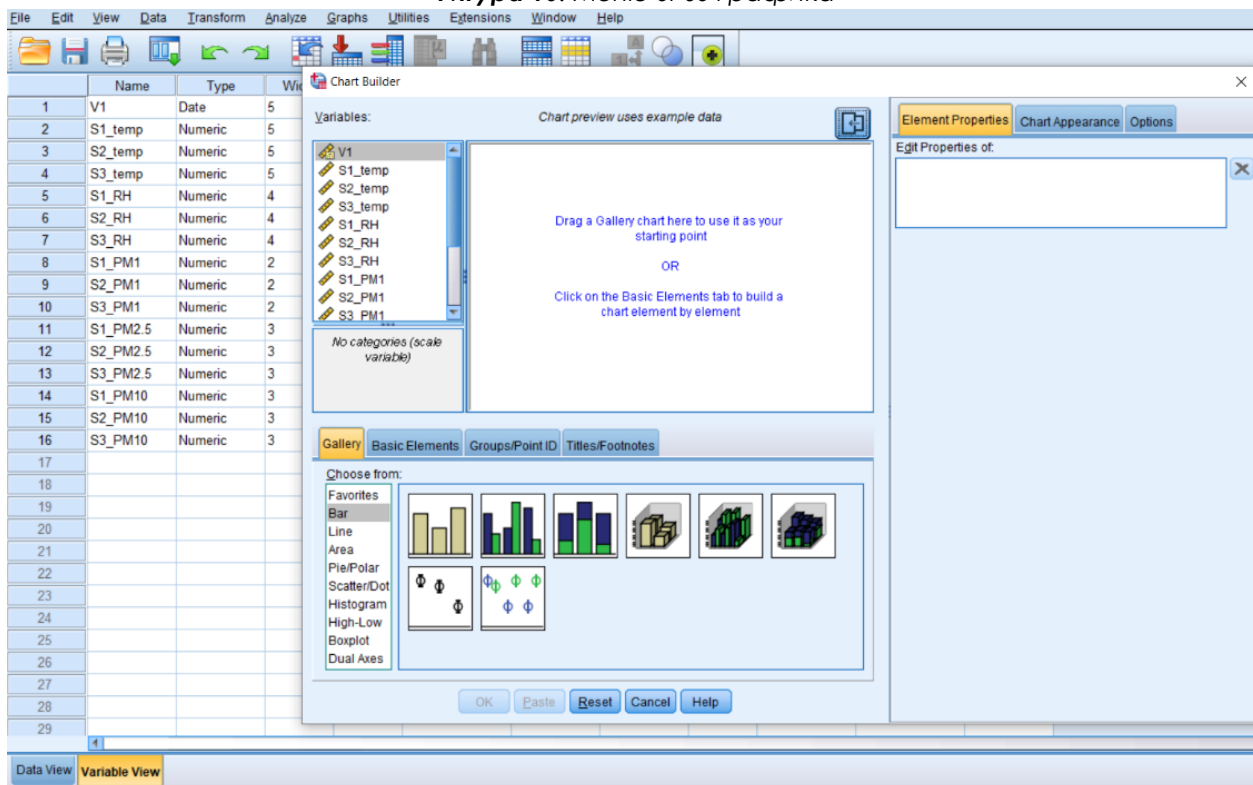 File Edit View Data Transform Analyze Graphs Utilities Extensions Window Help
Name Type
1 V1 Date 5
2 S1_temp Numeric 5
3 S2_temp Numeric 5
4 S3_temp Numeric 5
5 S1_RH Numeric 4
6 S2_RH Numeric 4
7 S3_RH Numeric 4
8 S1_PM1 Numeric 2
9 S2_PM1 Numeric 2
10 S3_PM1 Numeric 2
11 S1_PM2.5 Numeric 3
12 S2_PM2.5 Numeric 3
13 S3_PM2.5 Numeric 3
14 S1_PM10 Numeric 3
15 S2_PM10 Numeric 3
16 S3_PM10 Numeric 3
17
18
19
20
21
22
23
24
25
26
27
28
29
Chart Builder
Variables:
Chart preview uses example data
V1
S1_temp
S2_temp
S3_temp
S1_RH
S2_RH
S3_RH
S1_PM1
S2_PM1
S3_PM1
No categories (scale
variable)
Drag a Gallery chart here to use it as your
starting point
OR
Click on the Basic Elements tab to build a
chart element by element
Gallery Basic Elements Groups/Point ID Titles/Footnotes
Choose from:
Favorites
Bar
Line
Area
Pie/Polar
Scatter/Dot
Histogram
High-Low
Boxplot
Dual Axes
OK Paste Reset Cancel Help
Element Properties Chart Appearance Options
Edit Properties of:
Data View Variable View